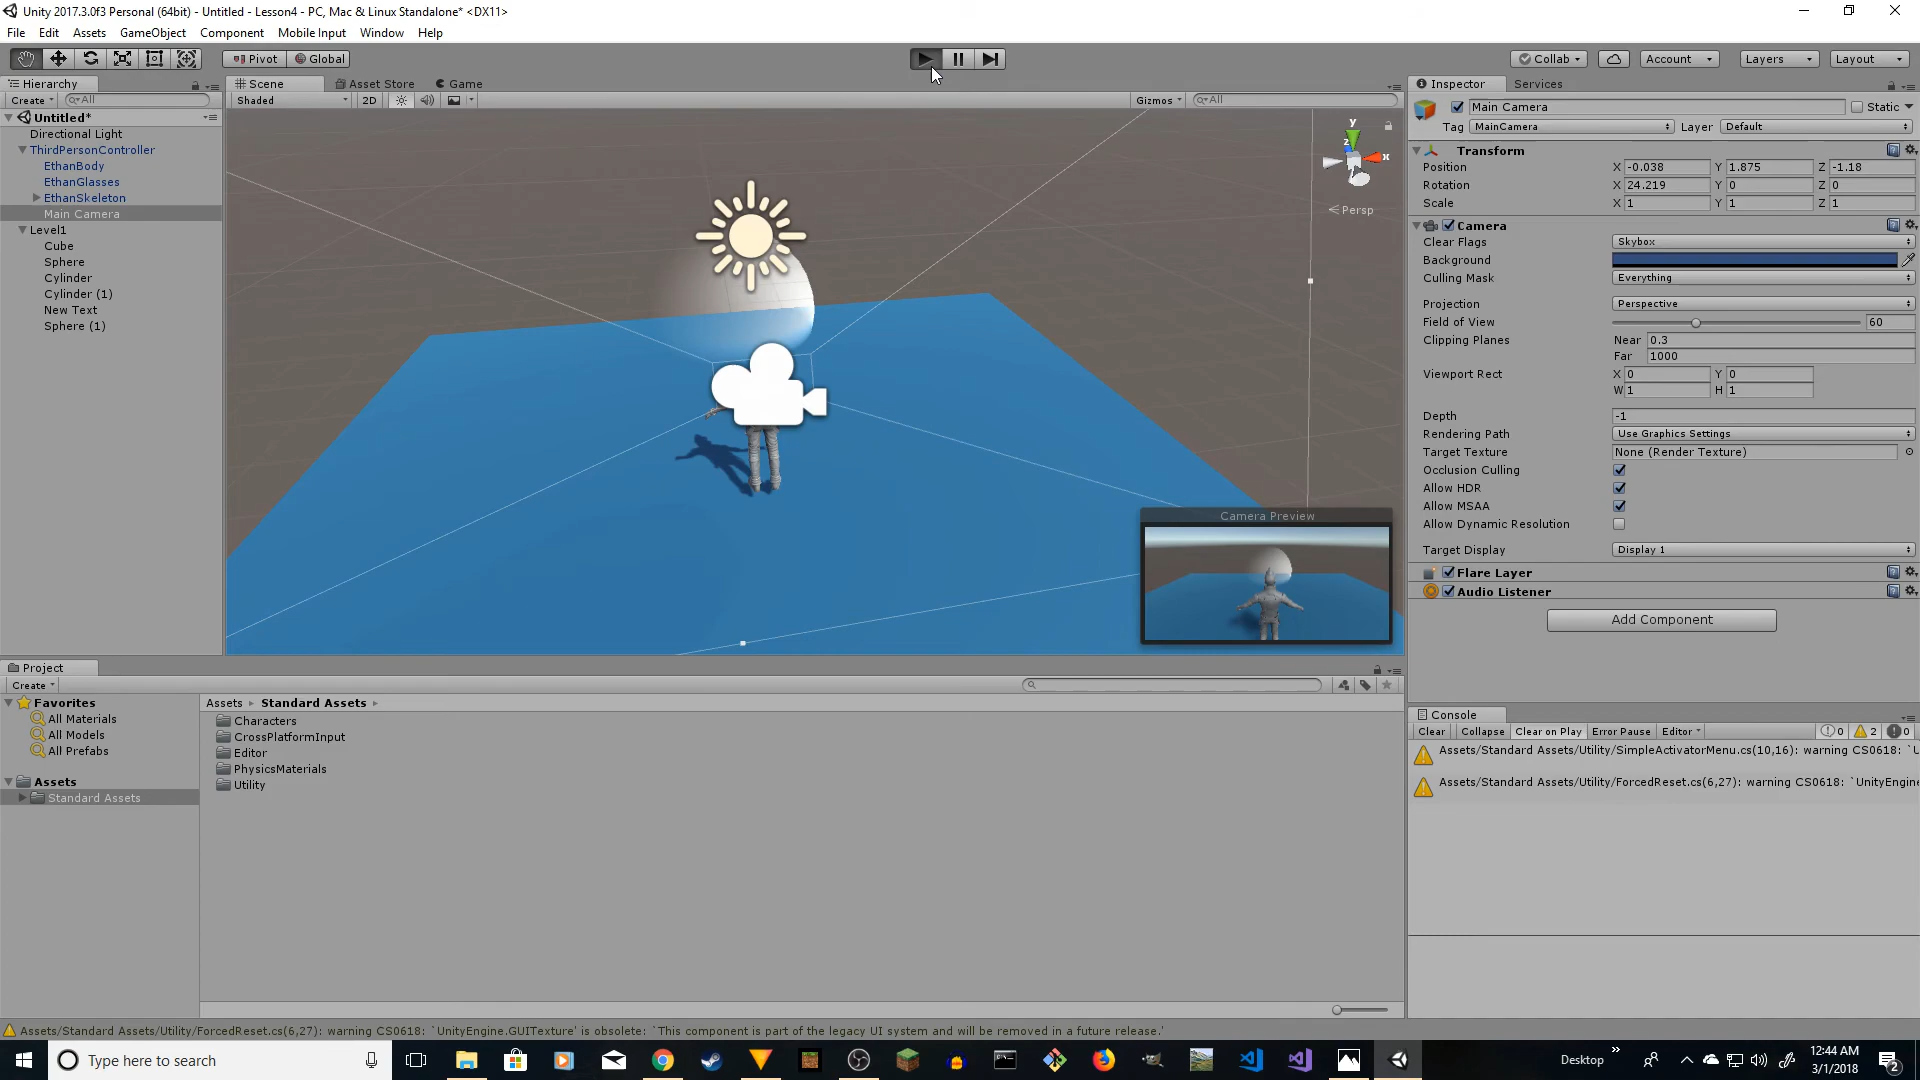 Unity 2017.3.0f3 Personal (64bit) - Untitled - Lesson4 - PC, Mac & Linux Standalone* <DX11>
File Edit Assets GameObject Component Mobile Input Window Help
Pivot Global Collab Account Layers Layout
Hierarchy
Create All
Untitled*
Directional Light
ThirdPersonController
EthanBody
EthanGlasses
EthanSkeleton
Main Camera
Level1
Cube
Sphere
Cylinder
Cylinder (1)
New Text
Sphere (1)
Scene Asset Store Game
Shaded 2D Gizmos All
y
z
x
Persp
Camera Preview
Inspector Services
Main Camera Static
Tag MainCamera Layer Default
Transform
Position X -0.038 Y 1.875 Z -1.18
Rotation X 24.219 Y 0 Z 0
Scale X 1 Y 1 Z 1
Camera
Clear Flags Skybox
Background
Culling Mask Everything
Projection Perspective
Field of View 60
Clipping Planes Near 0.3
Far 1000
Viewport Rect X 0 Y 0
W 1 H 1
Depth -1
Rendering Path Use Graphics Settings
Target Texture None (Render Texture)
Occlusion Culling
Allow HDR
Allow MSAA
Allow Dynamic Resolution
Target Display Display 1
Flare Layer
Audio Listener
Add Component
Project
Create
Favorites
All Materials
All Models
All Prefabs
Assets
Standard Assets
Assets Standard Assets
Characters
CrossPlatformInput
Editor
PhysicsMaterials
Utility
Console
Clear Collapse Clear on Play Error Pause Editor 0 2 0
Assets/Standard Assets/Utility/SimpleActivatorMenu.cs(10,16): warning CS0618: `U
Assets/Standard Assets/Utility/ForcedReset.cs(6,27): warning CS0618: `UnityEngine
Assets/Standard Assets/Utility/ForcedReset.cs(6,27): warning CS0618: `UnityEngine.GUITexture' is obsolete: `This component is part of the legacy UI system and will be removed in a future release.'
Type here to search
Desktop
12:44 AM
3/1/2018
2